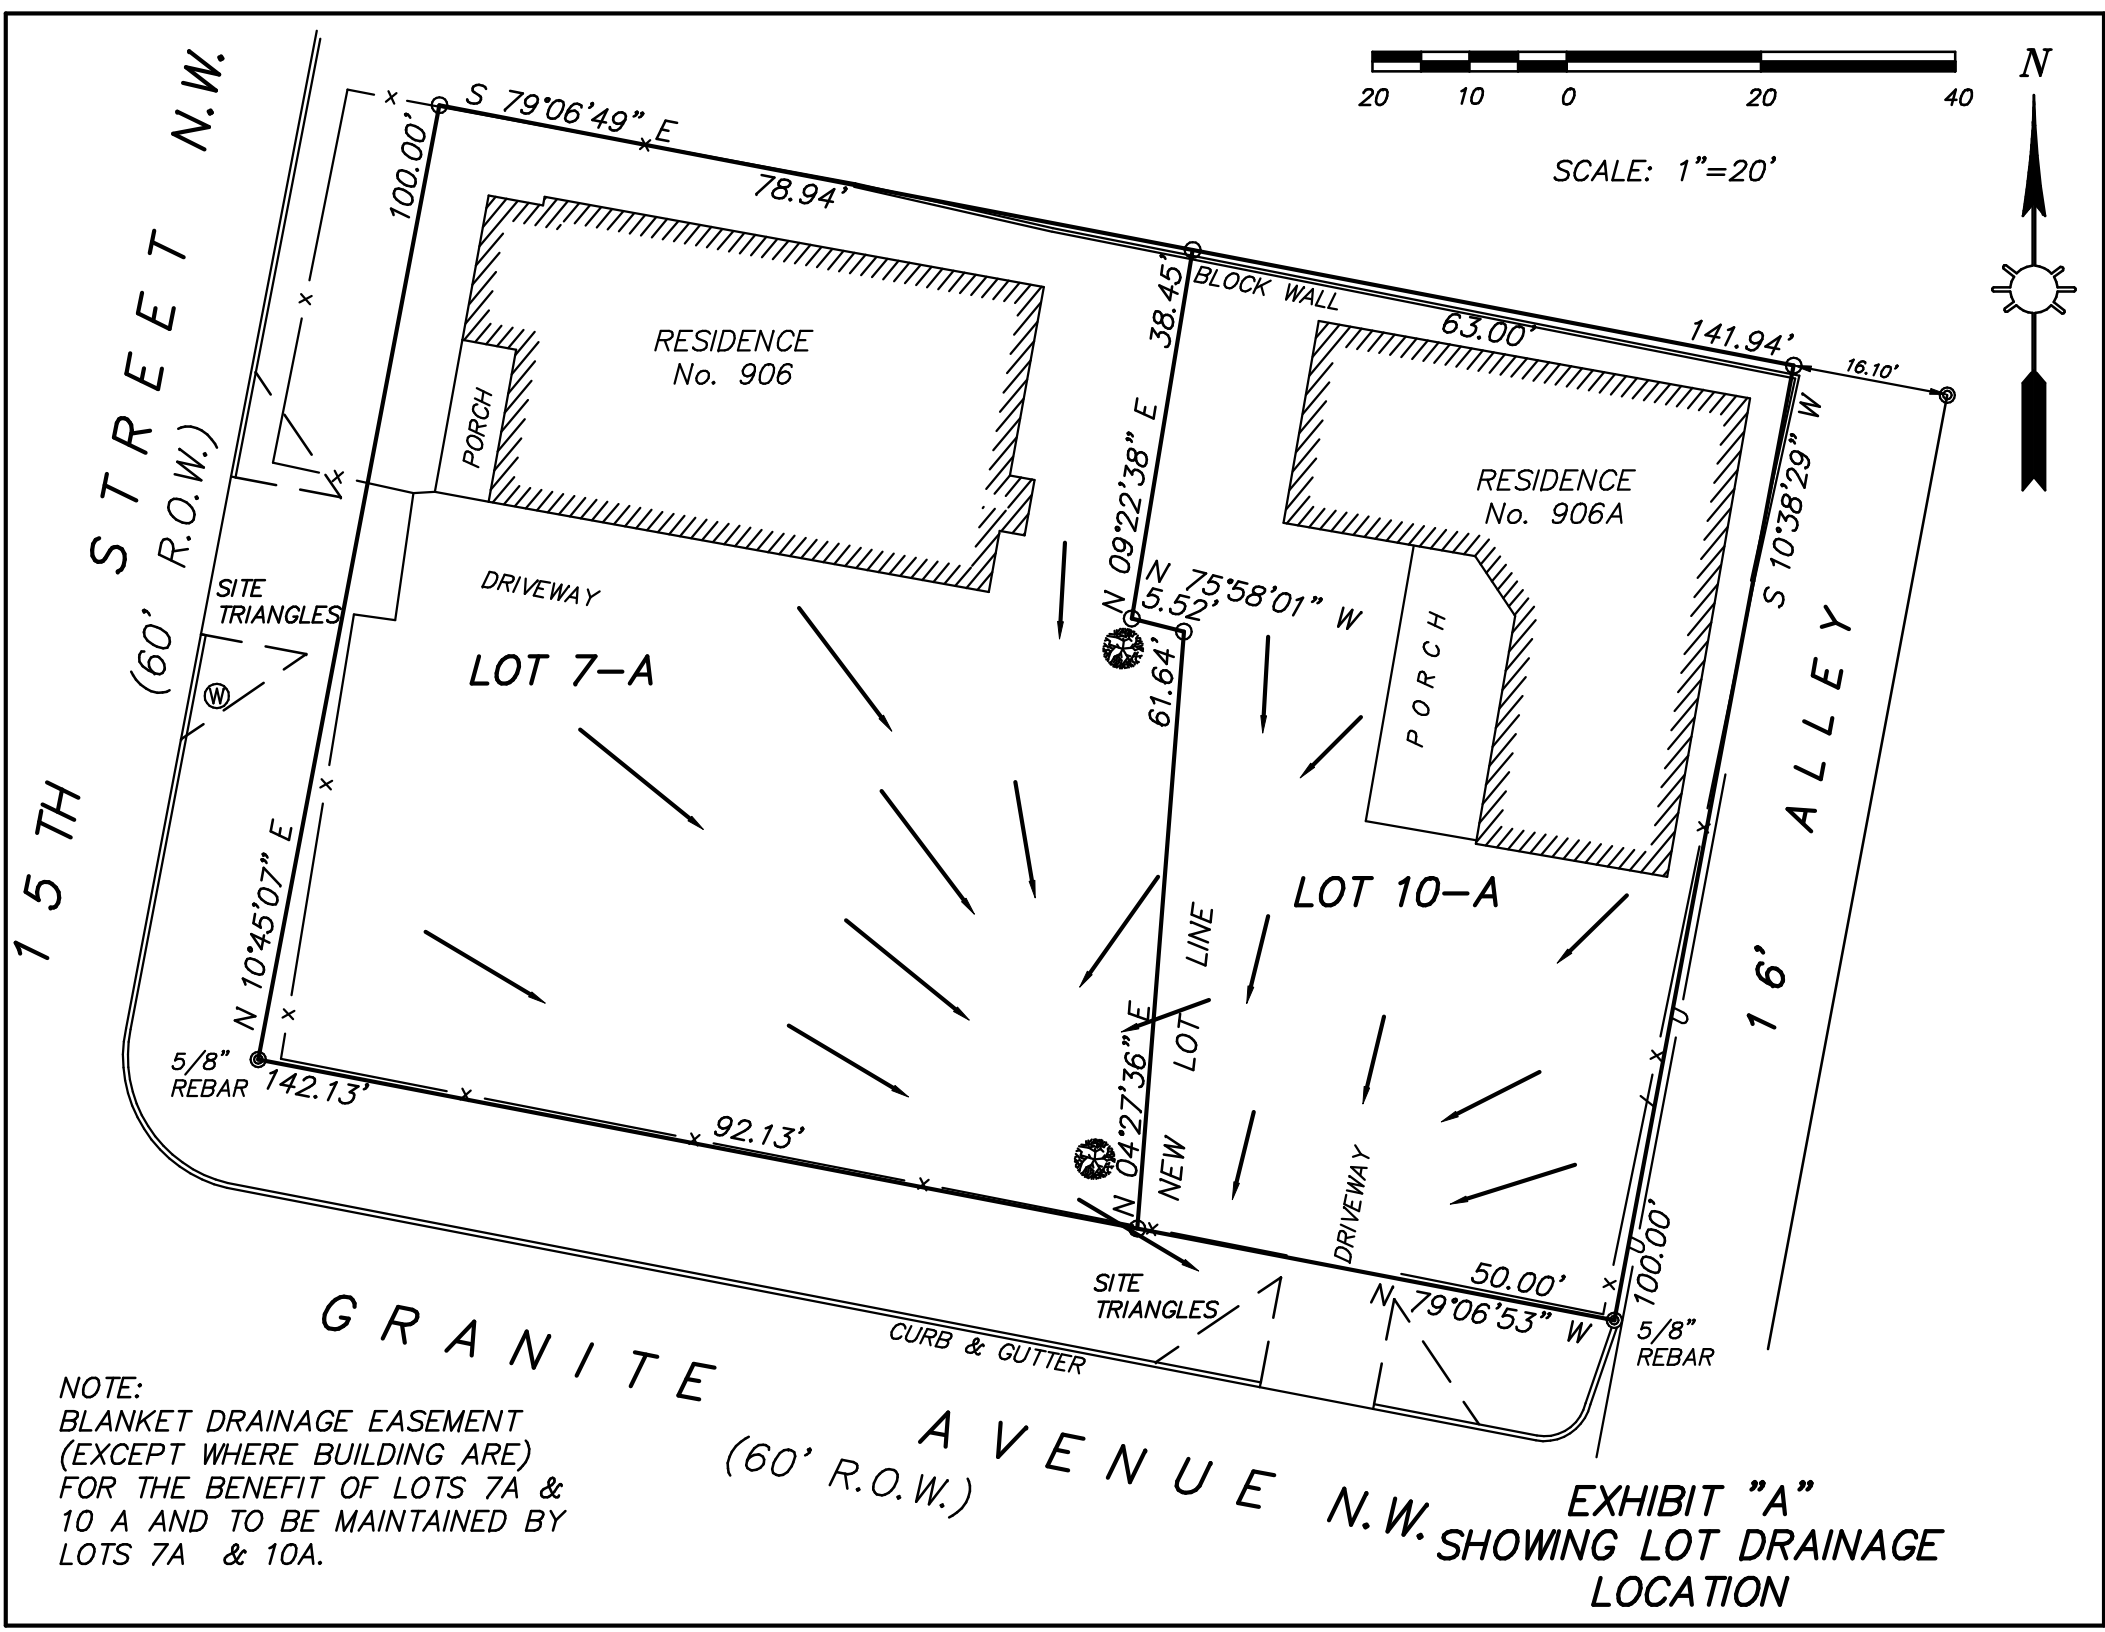 S 79°06'49" E
78.94'
100.00'
20 10 0 20 40
SCALE: 1"=20'
N
15TH STREET N.W.
(60' R.O.W.)
RESIDENCE
No. 906
PORCH
38.45'
BLOCK WALL
63.00'
141.94'
16.10'
RESIDENCE
No. 906A
PORCH
N 09°22'38" E
N 75°58'01" W
5.52'
S 10°38'29" W
SITE
TRIANGLES
DRIVEWAY
LOT 7-A
W
61.64'
16' ALLEY
LOT 10-A
N 10°45'07" E
N 04°27'36" E
NEW LOT LINE
5/8"
REBAR
142.13'
92.13'
DRIVEWAY
SITE
TRIANGLES
50.00'
N 79°06'53" W
100.00'
5/8"
REBAR
CURB & GUTTER
GRANITE AVENUE N.W.
(60' R.O.W.)
NOTE:
BLANKET DRAINAGE EASEMENT
(EXCEPT WHERE BUILDING ARE)
FOR THE BENEFIT OF LOTS 7A &
10 A AND TO BE MAINTAINED BY
LOTS 7A & 10A.
EXHIBIT "A"
SHOWING LOT DRAINAGE
LOCATION